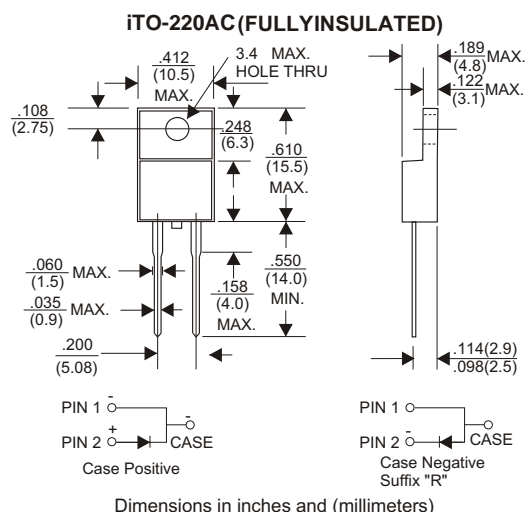 iTO-220AC(FULLYINSULATED)
.412
(10.5)
MAX.
3.4 MAX.
HOLE THRU
.189
(4.8)
MAX.
.122
(3.1)
MAX.
.108
(2.75)
.248
(6.3)
.610
(15.5)
MAX.
.060
(1.5)
MAX.
.035
(0.9)
MAX.
.158
(4.0)
MAX.
.550
(14.0)
MIN.
.200
(5.08)
.114(2.9)
.098(2.5)
PIN 1 -
PIN 2 +
-
CASE
Case Positive
PIN 1
PIN 2 -
CASE
Case Negative
Suffix "R"
Dimensions in inches and (millimeters)